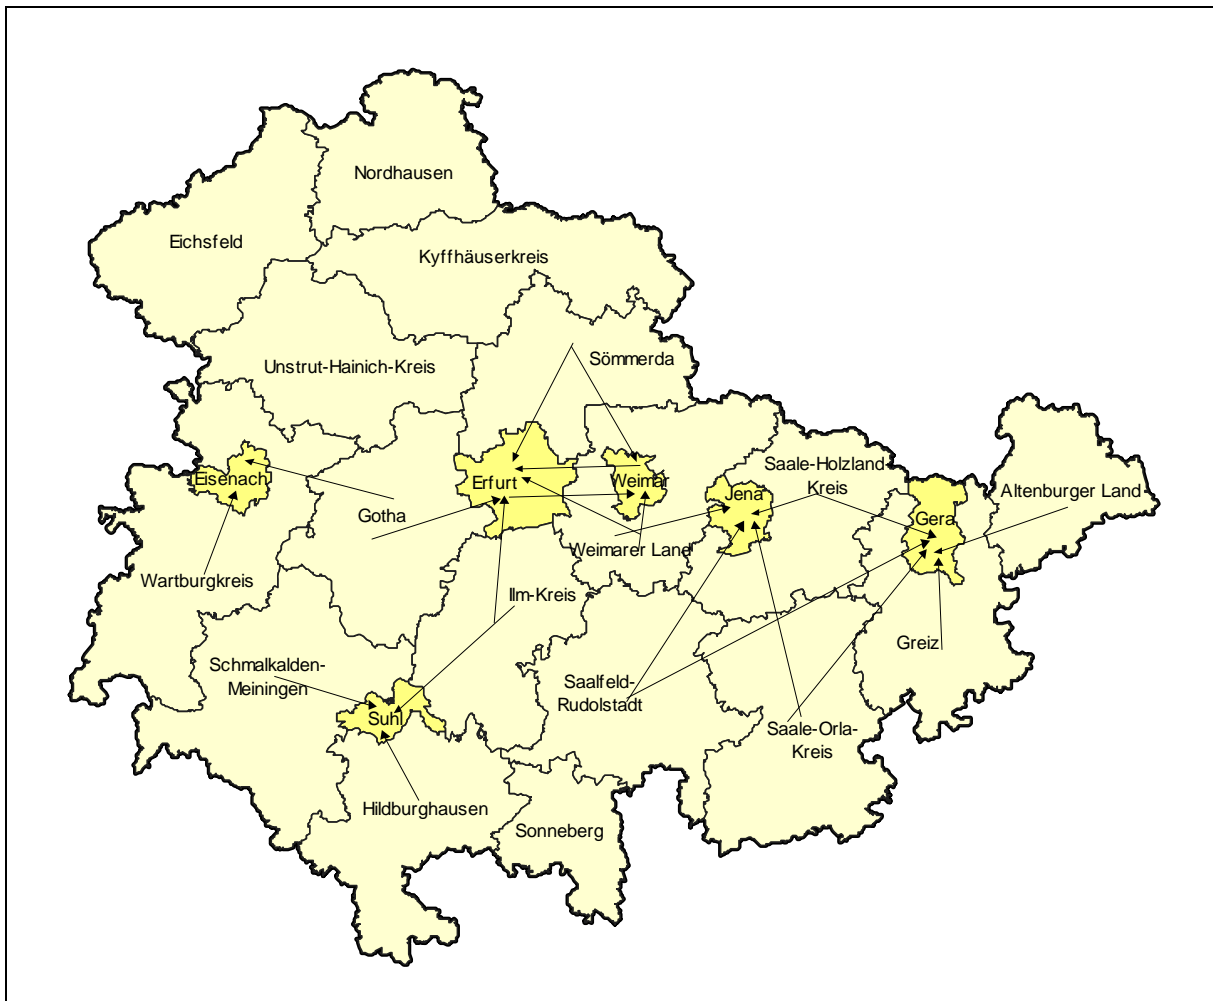 Nordhausen
Eichsfeld
Kyffhäuserkreis
Unstrut-Hainich-Kreis
Sömmerda
Saale-Holzland-
Kreis
Eisenach
Erfurt
Weimar
Jena
Altenburger Land
Gotha
Gera
Weimarer Land
Wartburgkreis
Ilm-Kreis
Greiz
Schmalkalden-
Meiningen
Saalfeld-
Rudolstadt
Suhl
Saale-Orla-
Kreis
Hildburghausen
Sonneberg